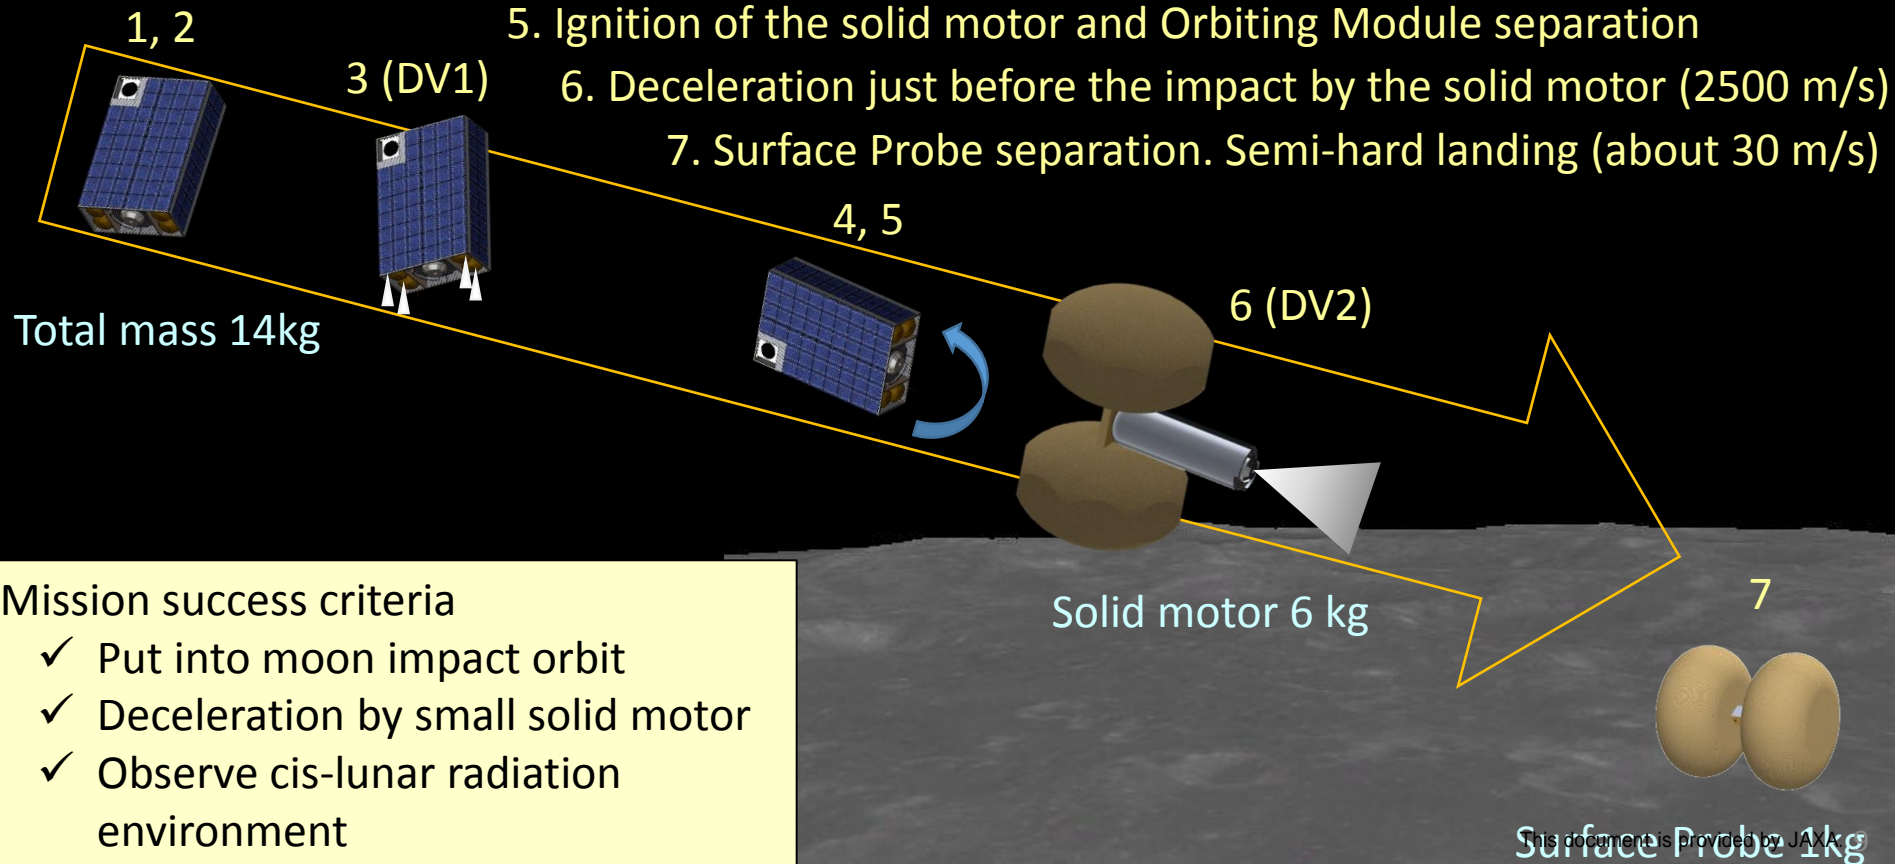 5. Ignition of the solid motor and Orbiting Module separation
6. Deceleration just before the impact by the solid motor (2500 m/s)
7. Surface Probe separation. Semi-hard landing (about 30 m/s)
1, 2
3 (DV1)
4, 5
6 (DV2)
Total mass 14kg
Solid motor 6 kg
7
Mission success criteria
✓ Put into moon impact orbit
✓ Deceleration by small solid motor
✓ Observe cis-lunar radiation
environment
Surface Probe 1kg
This document is provided by JAXA.